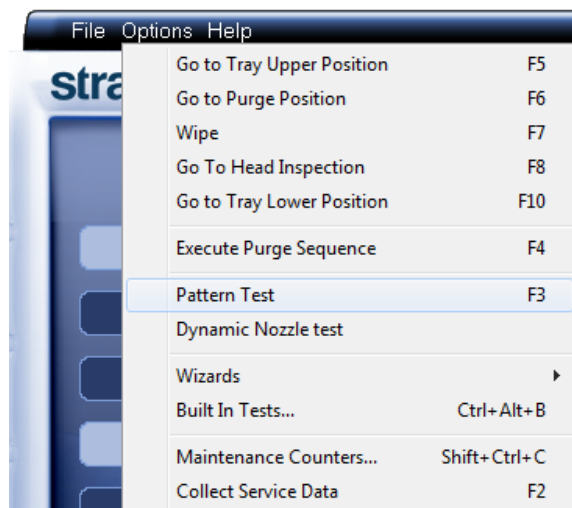 File Options Help
stra
Go to Tray Upper Position F5
Go to Purge Position F6
Wipe F7
Go To Head Inspection F8
Go to Tray Lower Position F10
Execute Purge Sequence F4
Pattern Test F3
Dynamic Nozzle test
Wizards
Built In Tests... Ctrl+Alt+B
Maintenance Counters... Shift+Ctrl+C
Collect Service Data F2